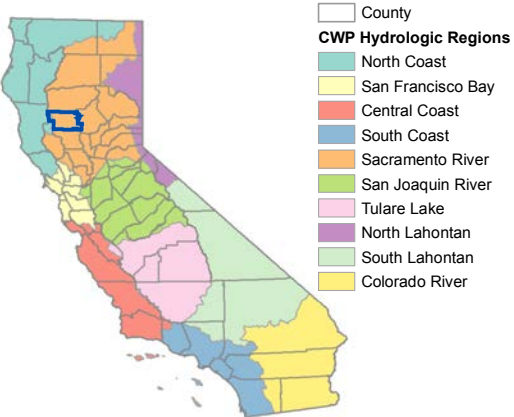 County
CWP Hydrologic Regions
North Coast
San Francisco Bay
Central Coast
South Coast
Sacramento River
San Joaquin River
Tulare Lake
North Lahontan
South Lahontan
Colorado River